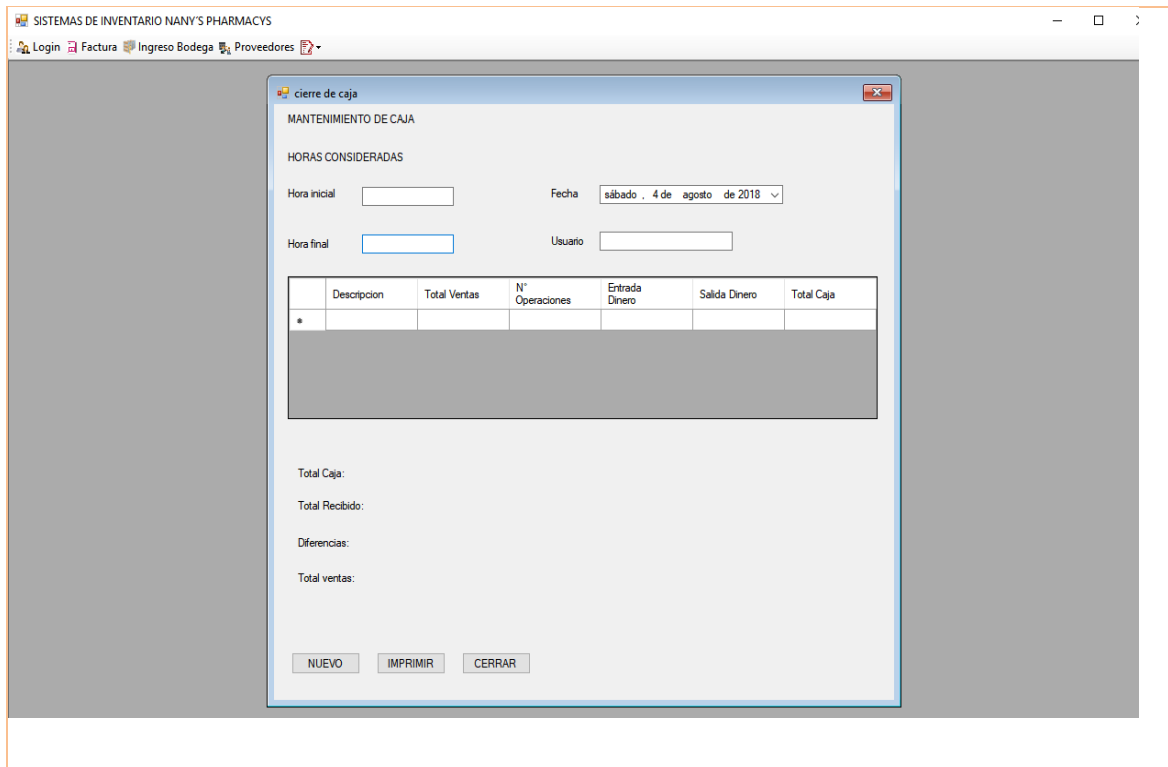 SISTEMAS DE INVENTARIO NANY´S PHARMACYS
Login Factura Ingreso Bodega Proveedores
cierre de caja
MANTENIMIENTO DE CAJA
HORAS CONSIDERADAS
Hora inicial Fecha sábado , 4 de agosto de 2018
Hora final Usuario
Descripcion Total Ventas N° Operaciones Entrada Dinero Salida Dinero Total Caja
*
Total Caja:
Total Recibido:
Diferencias:
Total ventas:
NUEVO IMPRIMIR CERRAR